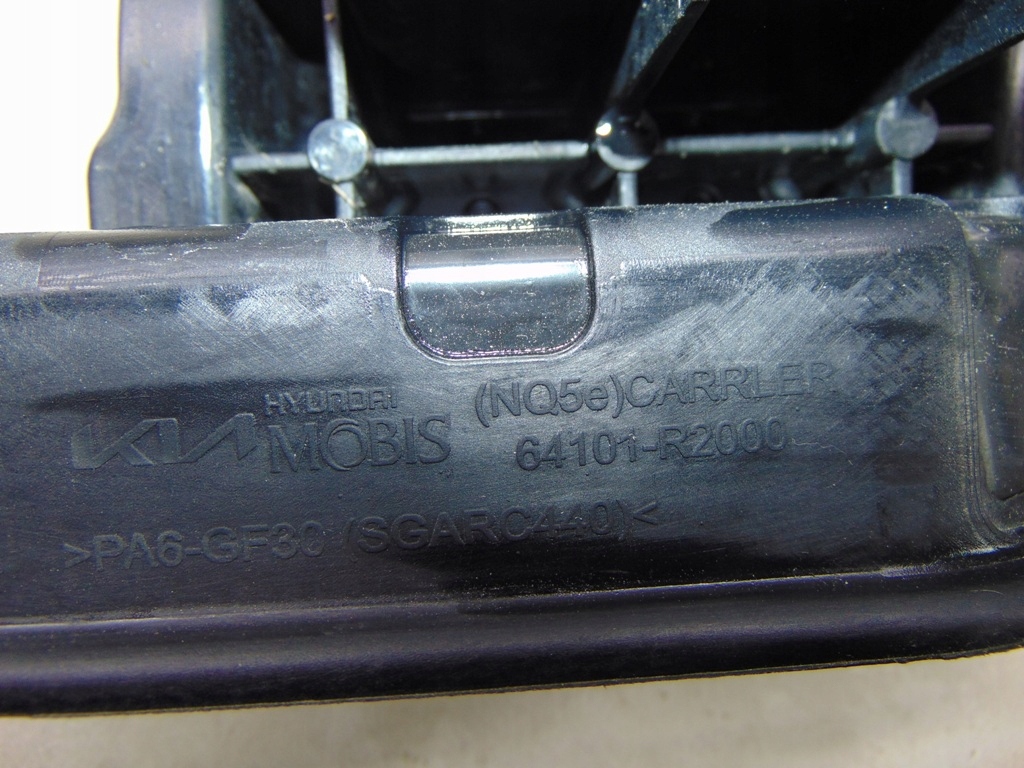 KIA HYUNDAI MOBIS (NQ5e)CARRLER
64101-R2000
>PA6-GF30 (SGARC440)<